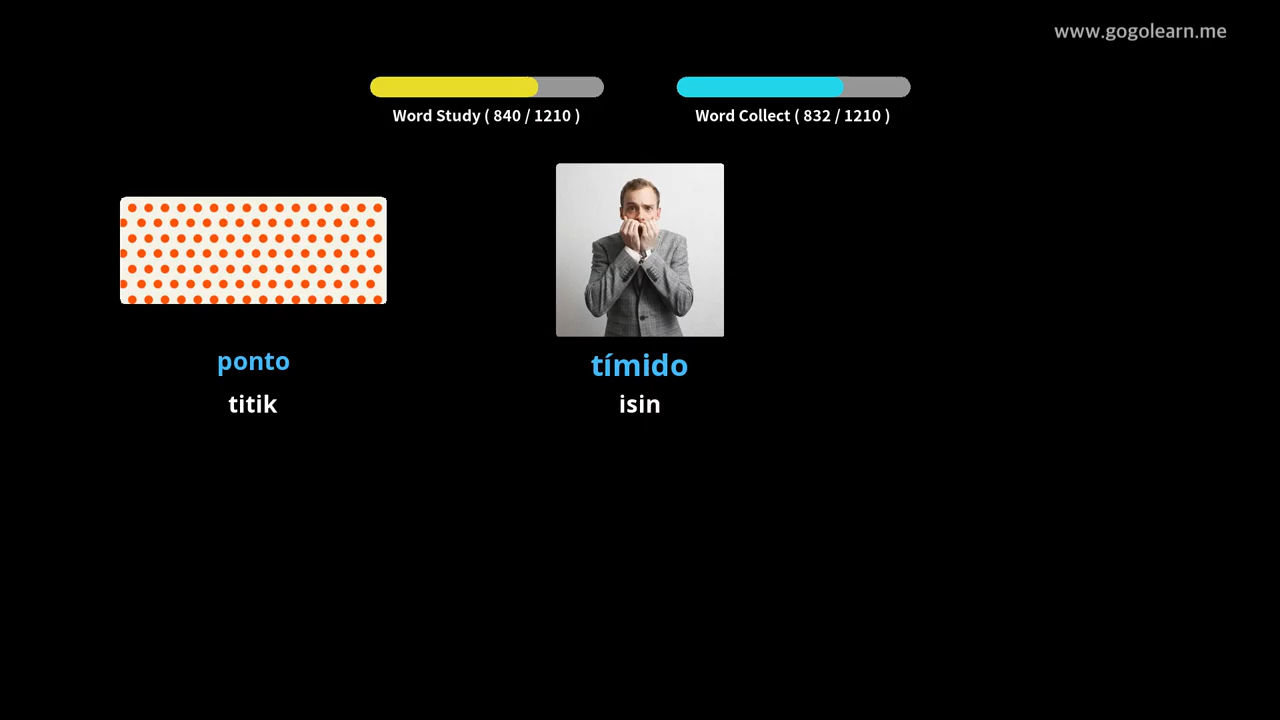 www.gogolearn.me
Word Study ( 840 / 1210 )
Word Collect ( 832 / 1210 )
ponto
titik
tímido
isin